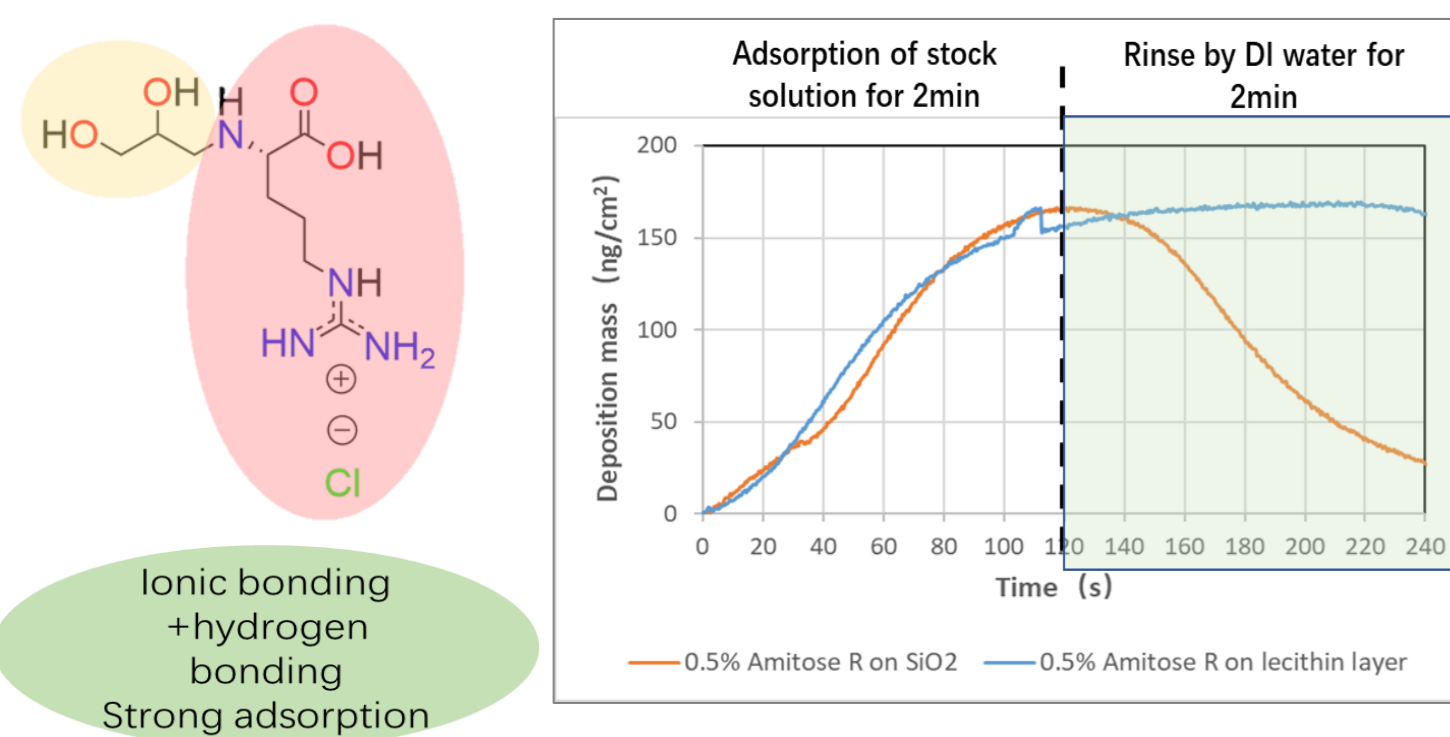 OH
H
HO
N
O
OH
NH
HN
NH2
+
−
Cl
Ionic bonding
+hydrogen
bonding
Strong adsorption
Adsorption of stock
solution for 2min
Rinse by DI water for
2min
Deposition mass (ng/cm²)
200
150
100
50
0
0 20 40 60 80 100 120 140 160 180 200 220 240
Time (s)
0.5% Amitose R on SiO2 0.5% Amitose R on lecithin layer